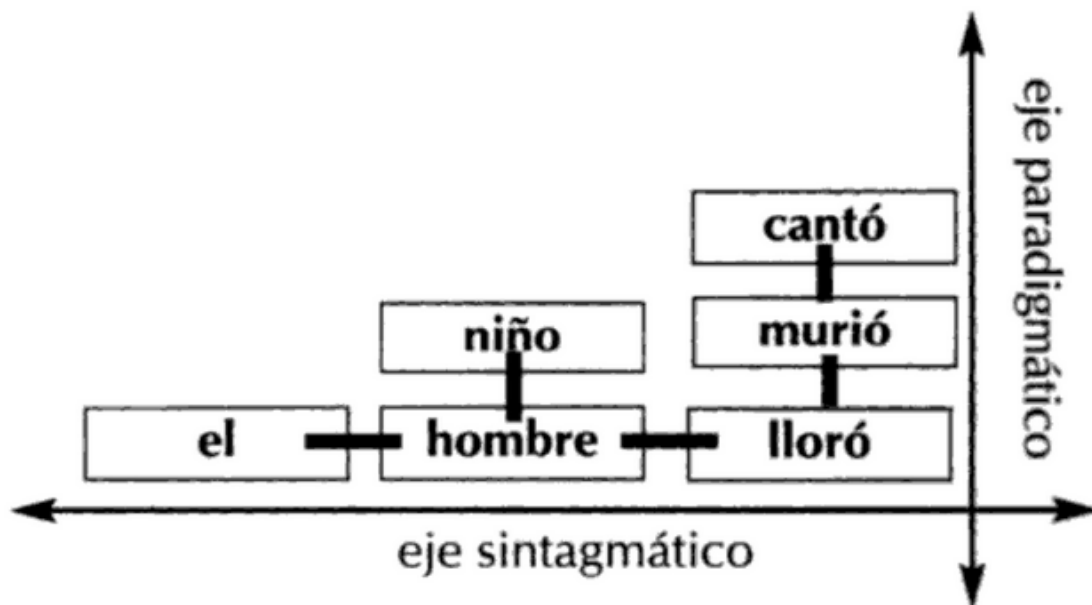 cantó
niño murió
el hombre lloró
eje sintagmático
eje paradigmático